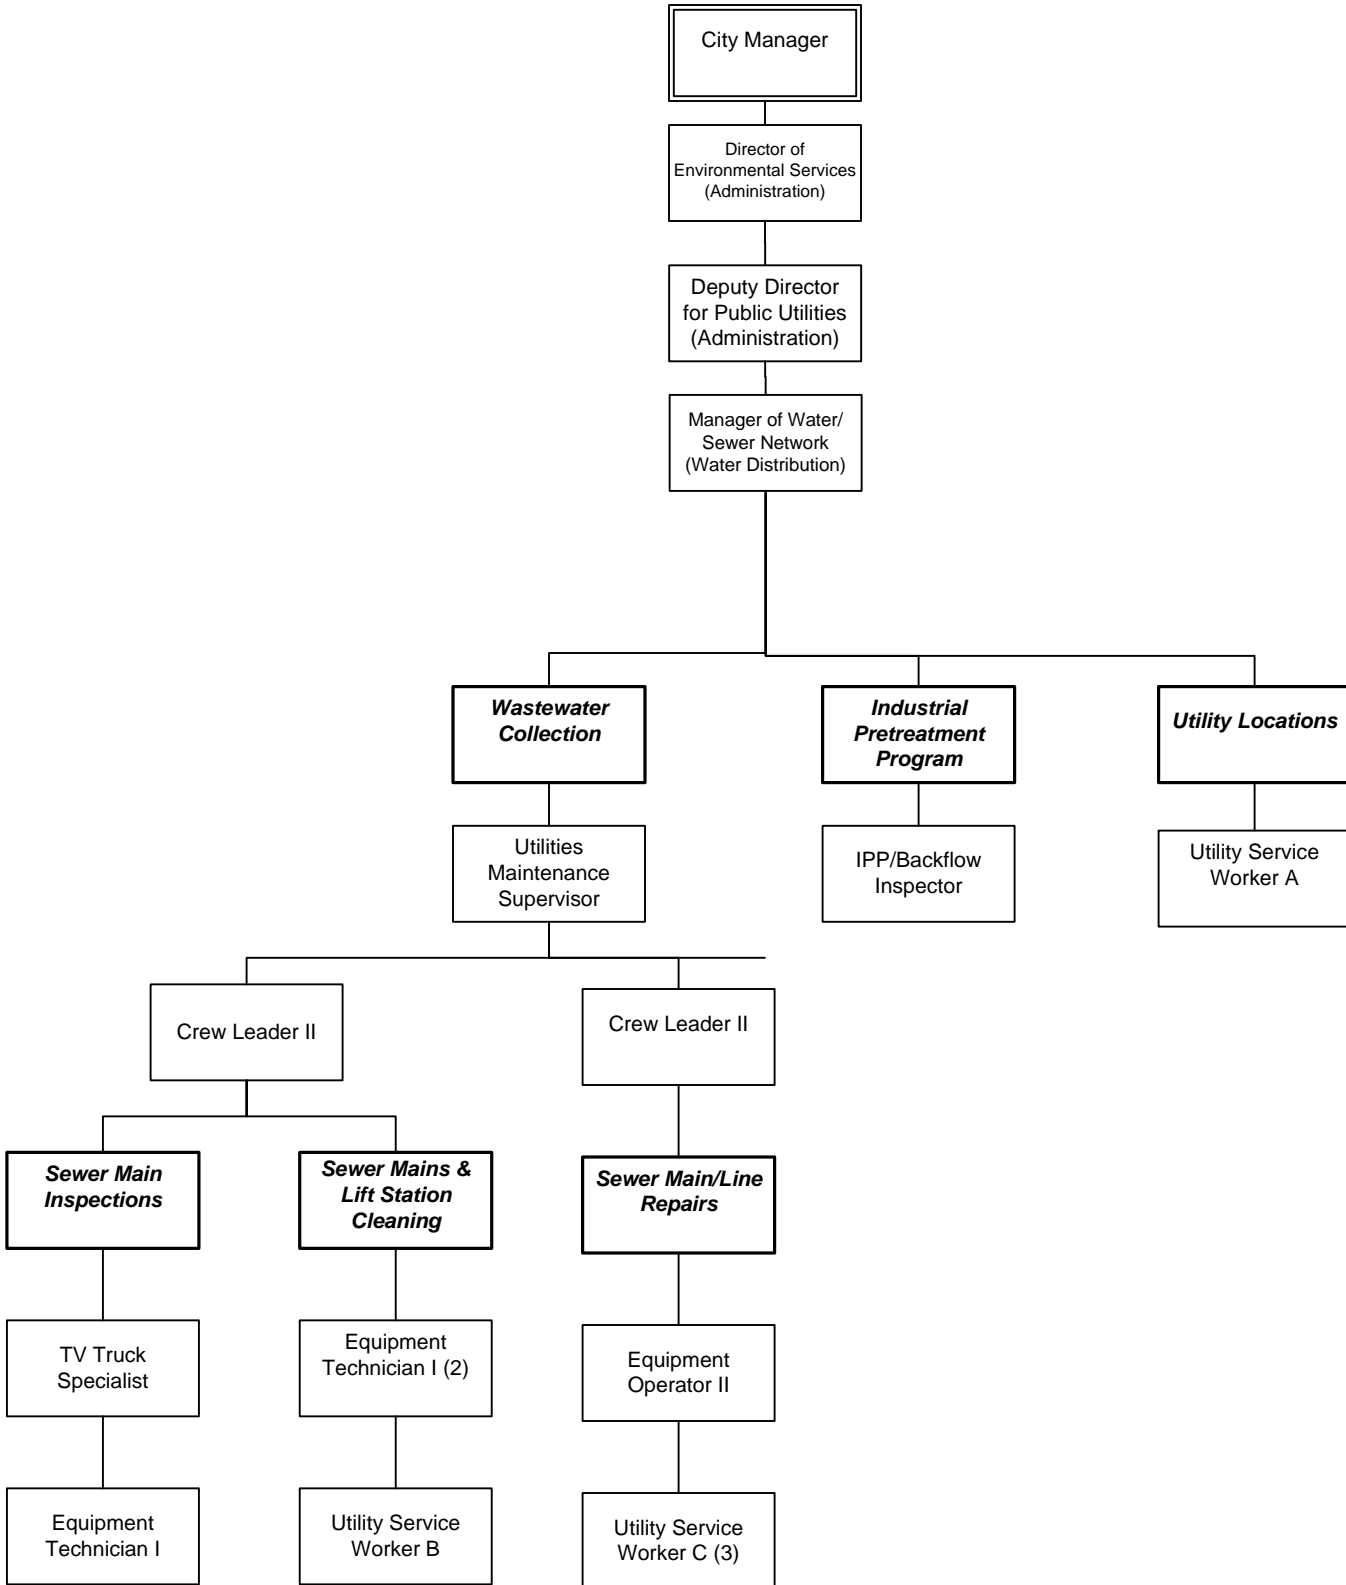 City Manager
Director of
Environmental Services
(Administration)
Deputy Director
for Public Utilities
(Administration)
Manager of Water/
Sewer Network
(Water Distribution)
Wastewater
Collection
Industrial
Pretreatment
Program
Utility Locations
Utilities
Maintenance
Supervisor
IPP/Backflow
Inspector
Utility Service
Worker A
Crew Leader II
Crew Leader II
Sewer Main
Inspections
Sewer Mains &
Lift Station
Cleaning
Sewer Main/Line
Repairs
TV Truck
Specialist
Equipment
Technician I (2)
Equipment
Operator II
Equipment
Technician I
Utility Service
Worker B
Utility Service
Worker C (3)